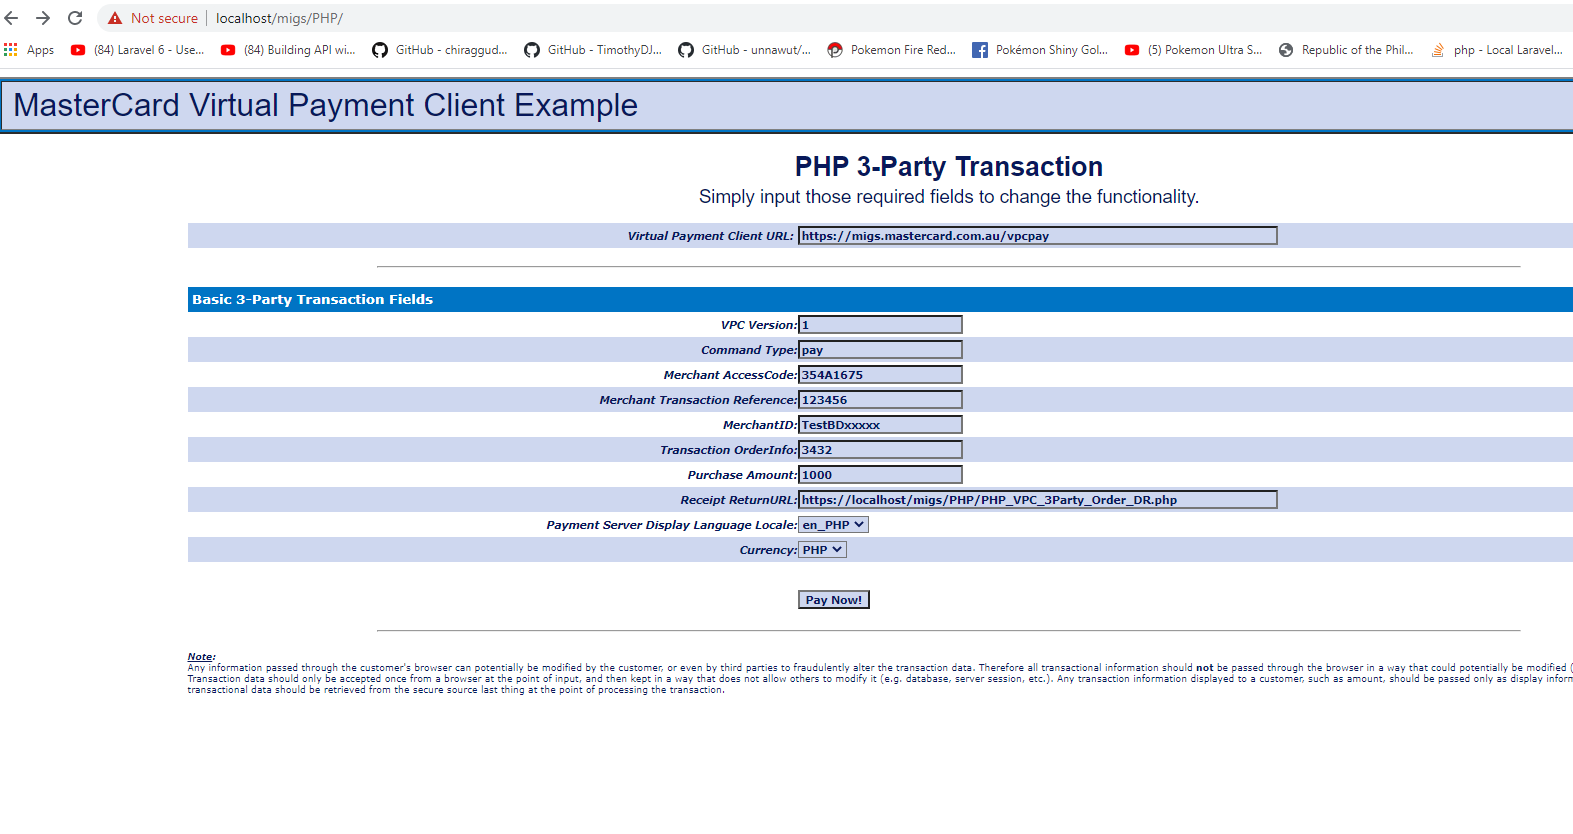 Not secure localhost/migs/PHP/
Apps (84) Laravel 6 - Use... (84) Building API wi... GitHub - chiraggud... GitHub - TimothyDJ... GitHub - unnawut/... Pokemon Fire Red... Pokémon Shiny Gol... (5) Pokemon Ultra S... Republic of the Phil... php - Local Laravel...
MasterCard Virtual Payment Client Example
PHP 3-Party Transaction
Simply input those required fields to change the functionality.
Virtual Payment Client URL: https://migs.mastercard.com.au/vpcpay
Basic 3-Party Transaction Fields
VPC Version: 1
Command Type: pay
Merchant AccessCode: 354A1675
Merchant Transaction Reference: 123456
MerchantID: TestBDxxxxx
Transaction OrderInfo: 3432
Purchase Amount: 1000
Receipt ReturnURL: https://localhost/migs/PHP/PHP_VPC_3Party_Order_DR.php
Payment Server Display Language Locale: en_PHP
Currency: PHP
Pay Now!
Note:
Any information passed through the customer's browser can potentially be modified by the customer, or even by third parties to fraudulently alter the transaction data. Therefore all transactional information should not be passed through the browser in a way that could potentially be modified (
Transaction data should only be accepted once from a browser at the point of input, and then kept in a way that does not allow others to modify it (e.g. database, server session, etc.). Any transaction information displayed to a customer, such as amount, should be passed only as display
transactional data should be retrieved from the secure source last thing at the point of processing the transaction.